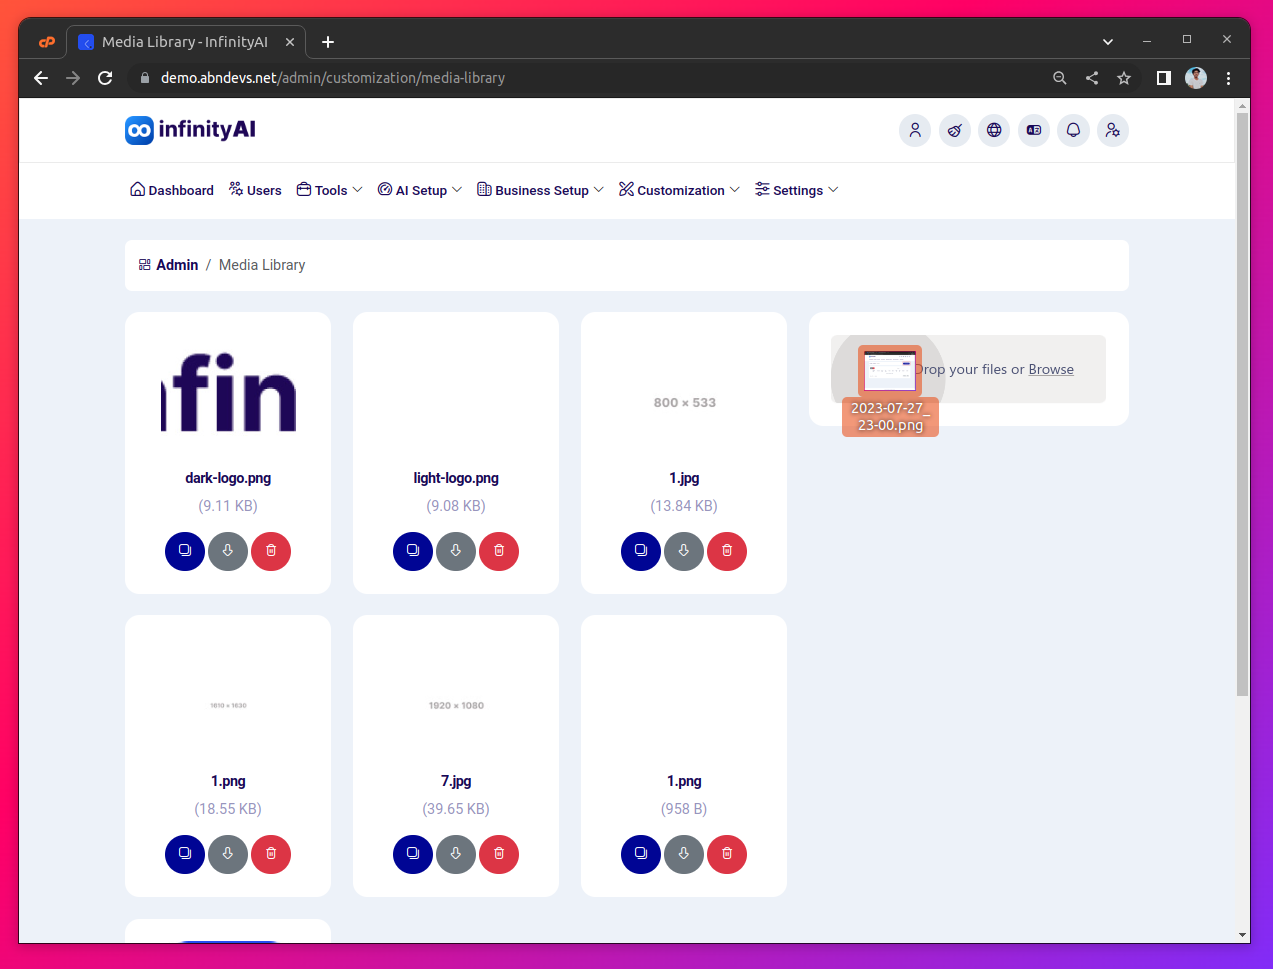 Media Library - InfinityAI
demo.abndevs.net/admin/customization/media-library
infinityAI
Dashboard Users Tools AI Setup Business Setup Customization Settings
Admin / Media Library
fin
800 × 533
Drop your files or Browse
2023-07-27_
23-00.png
dark-logo.png
light-logo.png
1.jpg
(9.11 KB)
(9.08 KB)
(13.84 KB)
1610 × 1630
1920 × 1080
1.png
7.jpg
1.png
(18.55 KB)
(39.65 KB)
(958 B)